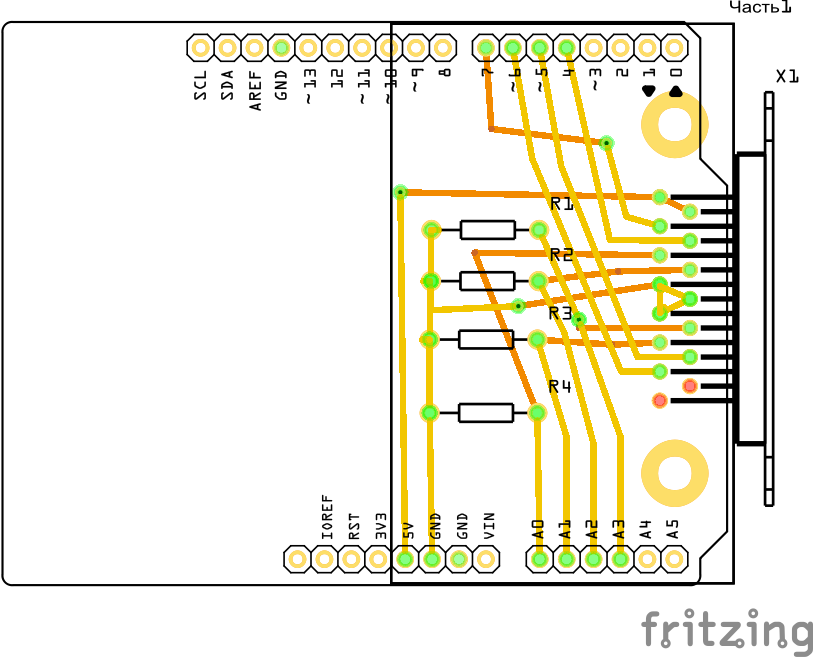 Часть1
X1
SCL SDA AREF GND ~13 12 ~11 ~10 ~9 8 7 ~6 ~5 4 ~3 2 1 0
R1
R2
R3
R4
IOREF RST 3V3 5V GND GND VIN A0 A1 A2 A3 A4 A5
fritzing